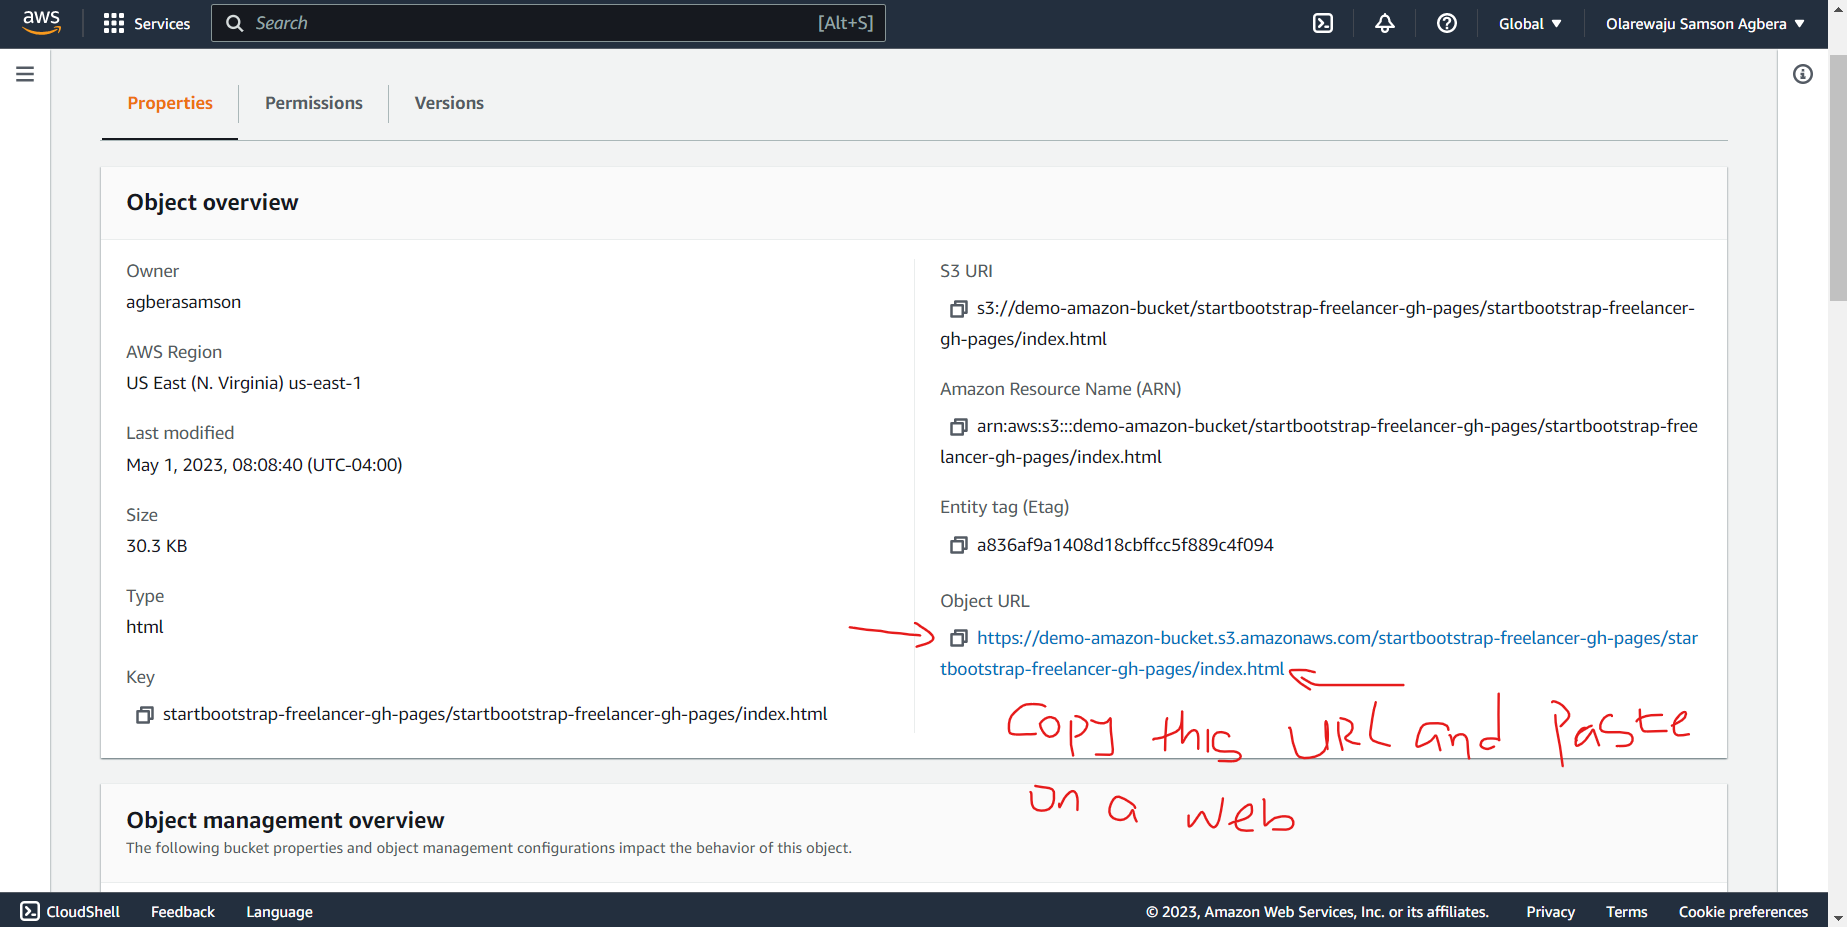 aws
Services
Search [Alt+S]
Global
Olarewaju Samson Agbera
Properties
Permissions
Versions
Object overview
Owner
agberasamson
AWS Region
US East (N. Virginia) us-east-1
Last modified
May 1, 2023, 08:08:40 (UTC-04:00)
Size
30.3 KB
Type
html
Key
startbootstrap-freelancer-gh-pages/startbootstrap-freelancer-gh-pages/index.html
S3 URI
s3://demo-amazon-bucket/startbootstrap-freelancer-gh-pages/startbootstrap-freelancer-
gh-pages/index.html
Amazon Resource Name (ARN)
arn:aws:s3:::demo-amazon-bucket/startbootstrap-freelancer-gh-pages/startbootstrap-free
lancer-gh-pages/index.html
Entity tag (Etag)
a836af9a1408d18cbffcc5f889c4f094
Object URL
https://demo-amazon-bucket.s3.amazonaws.com/startbootstrap-freelancer-gh-pages/star
tbootstrap-freelancer-gh-pages/index.html
Copy this URL and Paste
on a web
Object management overview
The following bucket properties and object management configurations impact the behavior of this object.
CloudShell
Feedback
Language
© 2023, Amazon Web Services, Inc. or its affiliates.
Privacy
Terms
Cookie preferences